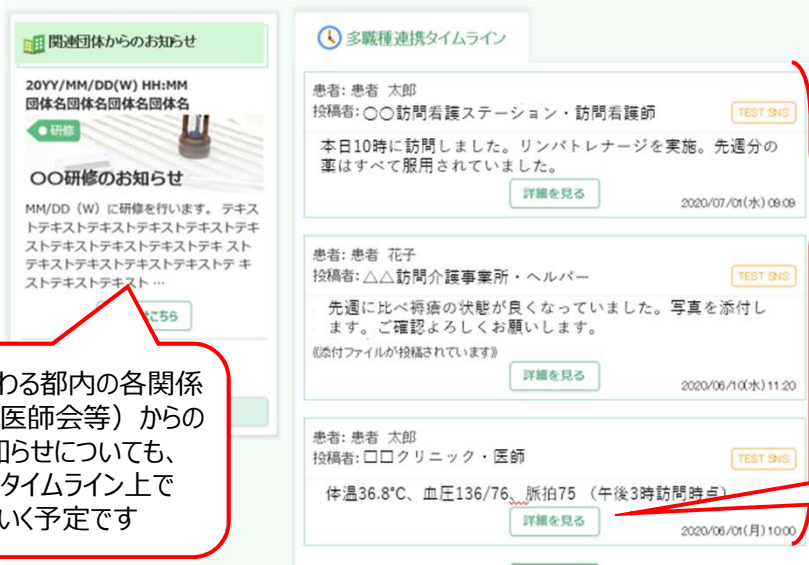 関連団体からのお知らせ
20YY/MM/DD(W) HH:MM
団体名団体名団体名団体名
研修
〇〇研修のお知らせ
MM/DD（W）に研修を行います。 テキス
トテキストテキストテキストテキストテキ
ストテキストテキストテキストテキ スト
テキストテキストテキストテキストテ キ
ストテキストテキスト …
こちら
わる都内の各関係
医師会等）からの
知らせについても、
タイムライン上で
いく予定です
多職種連携タイムライン
患者: 患者 太郎
投稿者:〇〇訪問看護ステーション・訪問看護師
TEST SNS
本日10時に訪問しました。リンバトレナージを実施。先週分の
薬はすべて服用されていました。
詳細を見る
2020/07/01(水) 09:09
患者: 患者 花子
投稿者:△△訪問介護事業所・ヘルパー
TEST SNS
先週に比べ褥瘡の状態が良くなっていました。写真を添付し
ます。ご確認よろしくお願いします。
《添付ファイルが投稿されています》
詳細を見る
2020/06/10(水) 11:20
患者: 患者 太郎
投稿者:□□クリニック・医師
TEST SNS
体温36.8℃、血圧136/76、脈拍75 （午後3時訪問時点）
詳細を見る
2020/06/01(月) 10:00